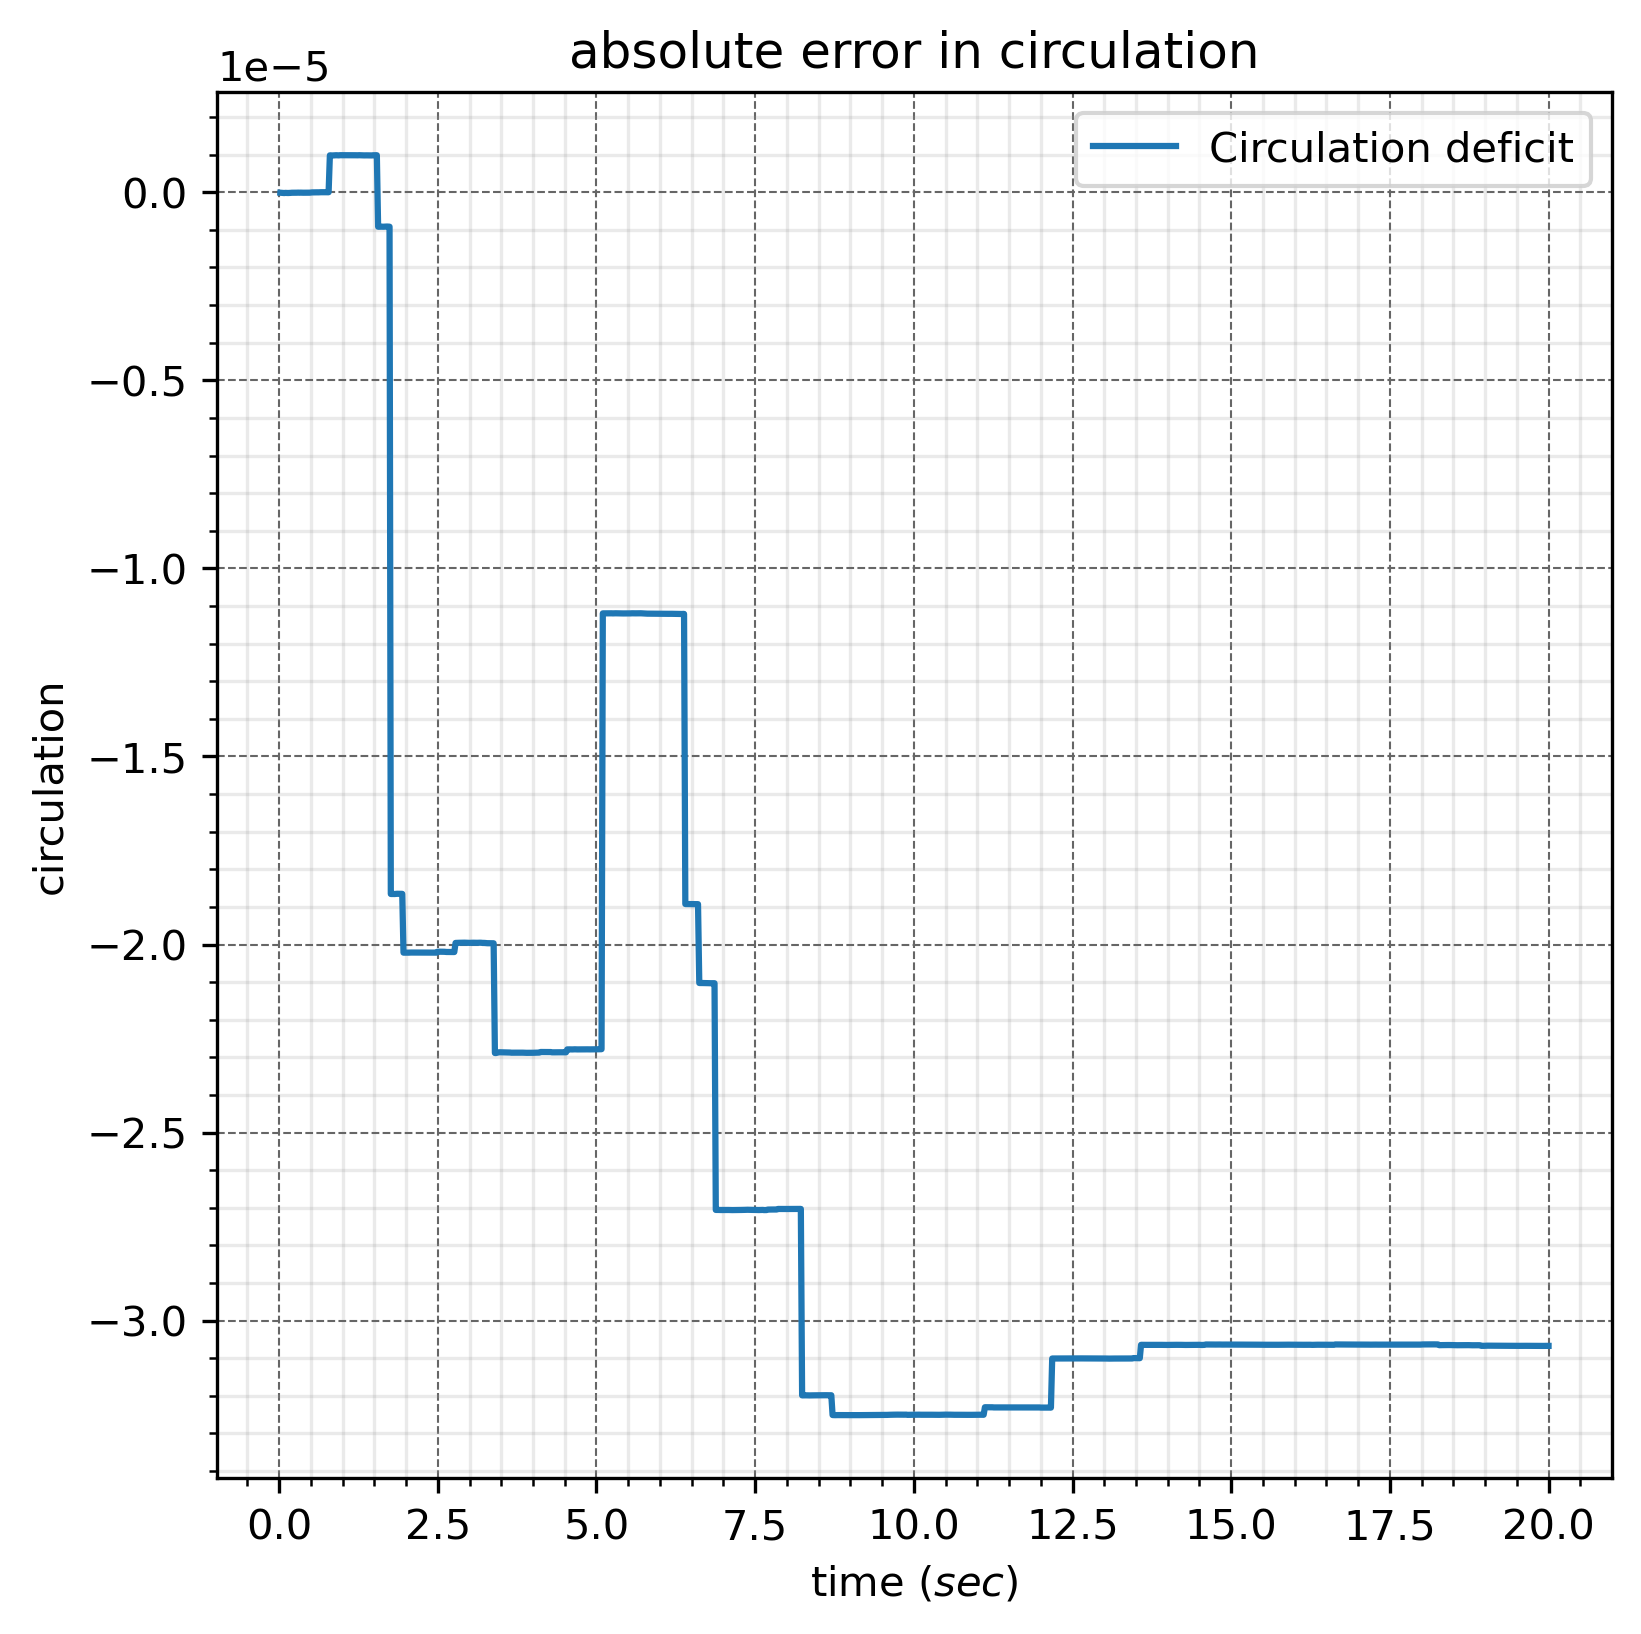 absolute error in circulation
1e−5
Circulation deficit
0.0
−0.5
−1.0
−1.5
−2.0
−2.5
−3.0
circulation
0.0 2.5 5.0 7.5 10.0 12.5 15.0 17.5 20.0
time (sec)